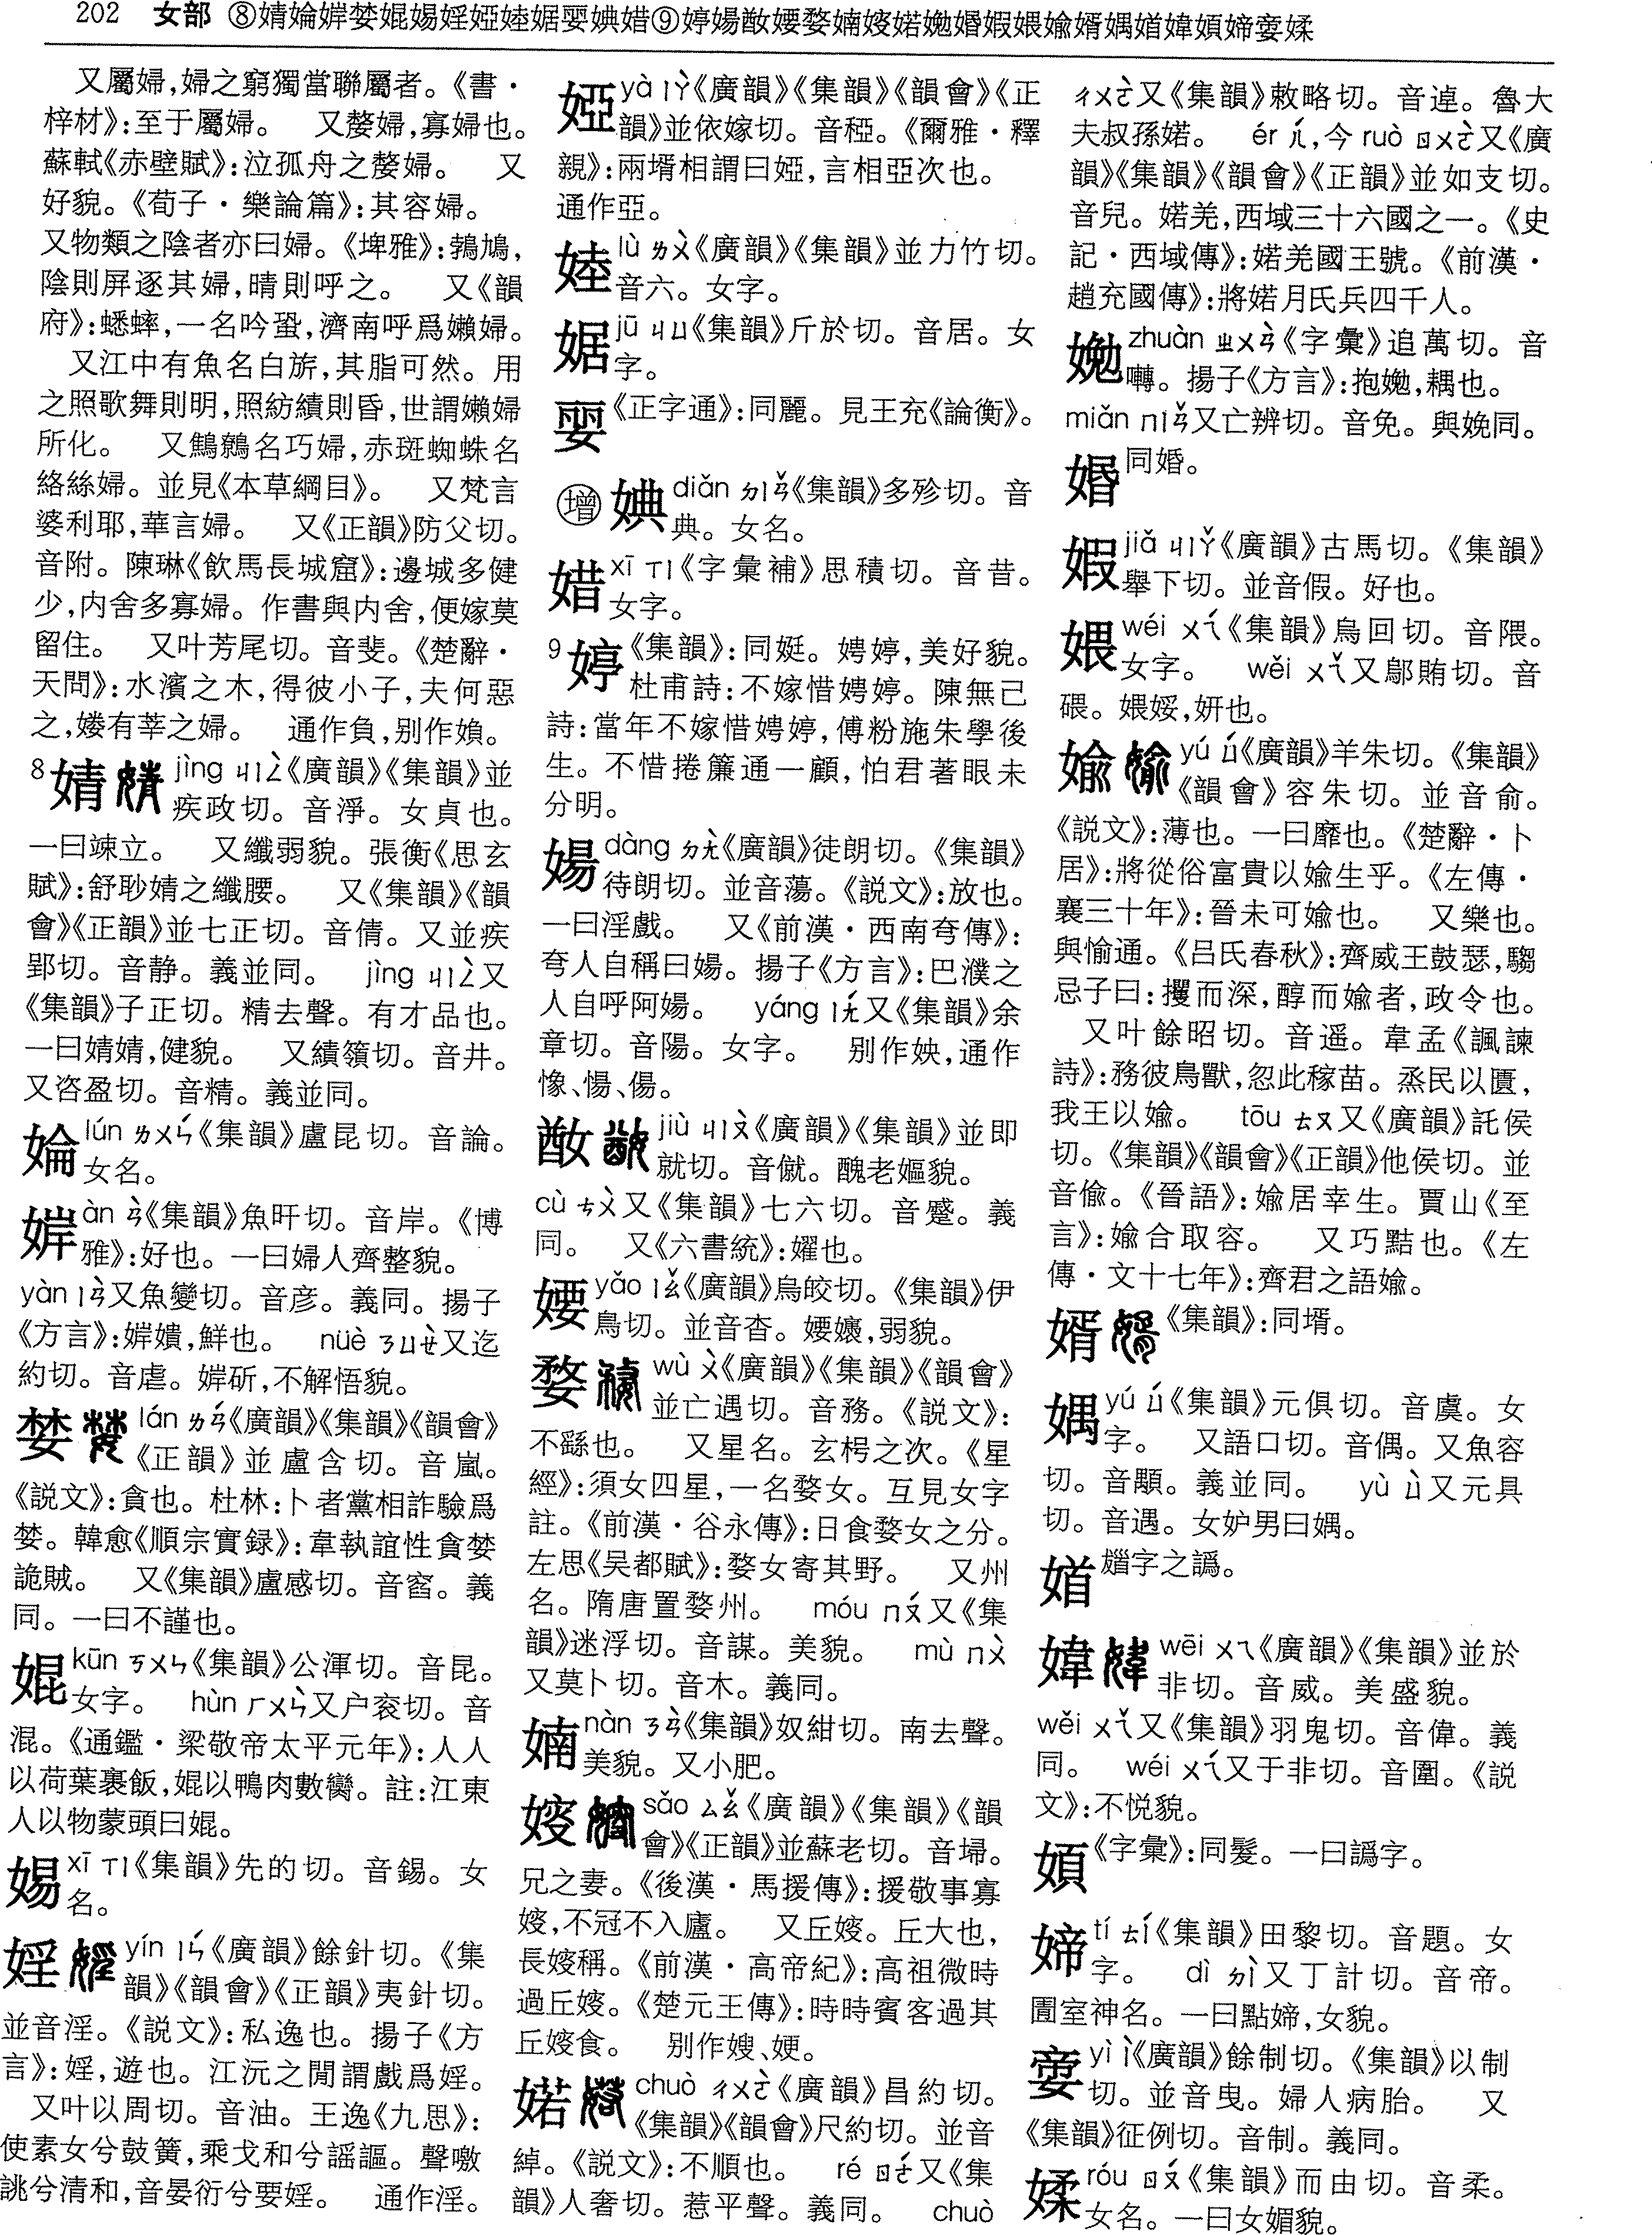 202 女部 ⑧婧婨婩婪婫婸婬婭婈婮嬰婰婂⑨婷婸媨婹婺婻媭婼嬎婚婽媁媮婿媀媨媁媜媂媐媃
又屬婦,婦之窮獨當聯屬者。《書·
梓材》:至于屬婦。 又嫠婦,寡婦也。
蘇軾《赤壁賦》:泣孤舟之嫠婦。 又
好貌。《荀子·樂論篇》:其容婦。
又物類之陰者亦曰婦。《埤雅》:鵓鳩,
陰則屏逐其婦,晴則呼之。 又《韻
府》:蟋蟀,一名吟蛩,濟南呼爲嬾婦。
又江中有魚名白旂,其脂可然。用
之照歌舞則明,照紡績則昏,世謂嬾婦
所化。 又鷦鷯名巧婦,赤斑蜘蛛名
絡絲婦。並見《本草綱目》。 又梵言
婆利耶,華言婦。 又《正韻》防父切。
音附。陳琳《飲馬長城窟》:邊城多健
少,内舍多寡婦。作書與内舍,便嫁莫
留住。 又叶芳尾切。音斐。《楚辭·
天問》:水濱之木,得彼小子,夫何惡
之,媵有莘之婦。 通作負,别作媍。
8 婧 jìng ㄐㄧㄥˋ《廣韻》《集韻》並
疾政切。音淨。女貞也。
一曰竦立。 又纖弱貌。張衡《思玄
賦》:舒訬婧之纖腰。 又《集韻》《韻
會》《正韻》並七正切。音倩。又並疾
郢切。音静。義並同。 jìng ㄐㄧㄥˋ又
《集韻》子正切。精去聲。有才品也。
一曰婧婧,健貌。 又績領切。音井。
又咨盈切。音精。義並同。
婨 lún ㄌㄨㄣˊ《集韻》盧昆切。音論。
女名。
婩 àn ㄢˋ《集韻》魚旰切。音岸。《博
雅》:好也。一曰婦人齊整貌。
yàn ㄧㄢˋ又魚變切。音彦。義同。揚子
《方言》:婩嫧,鮮也。 nüè ㄋㄩㄝˋ又迄
約切。音虐。婩斫,不解悟貌。
婪 lán ㄌㄢˊ《廣韻》《集韻》《韻會》
《正韻》並盧含切。音嵐。
《説文》:貪也。杜林:卜者黨相詐驗爲
婪。韓愈《順宗實録》:韋執誼性貪婪
詭賊。 又《集韻》盧感切。音窞。義
同。一曰不謹也。
婫 kūn ㄎㄨㄣ《集韻》公渾切。音昆。
女字。 hùn ㄏㄨㄣˋ又户衮切。音
混。《通鑑·梁敬帝太平元年》:人人
以荷葉裹飯,婫以鴨肉數臠。註:江東
人以物蒙頭曰婫。
婸 xī ㄒㄧ《集韻》先的切。音錫。女
名。
婬 yín ㄧㄣˊ《廣韻》餘針切。《集
韻》《韻會》《正韻》夷針切。
並音淫。《説文》:私逸也。揚子《方
言》:婬,遊也。江沅之閒謂戲爲婬。
又叶以周切。音油。王逸《九思》:
使素女兮鼓簧,乘戈和兮謡謳。聲噭
誂兮清和,音晏衍兮要婬。 通作淫。
婭 yà ㄧㄚˋ《廣韻》《集韻》《韻會》《正
韻》並依嫁切。音稏。《爾雅·釋
親》:兩壻相謂曰婭,言相亞次也。
通作亞。
lù ㄌㄨˋ《廣韻》《集韻》並力竹切。
音六。女字。
婮 jū ㄐㄩ《集韻》斤於切。音居。女
字。
《正字通》:同麗。見王充《論衡》。
增 婰 diǎn ㄉㄧㄢˇ《集韻》多殄切。音
典。女名。
xī ㄒㄧ《字彙補》思積切。音昔。
女字。
9 婷 《集韻》:同娗。娉婷,美好貌。
杜甫詩:不嫁惜娉婷。陳無己
詩:當年不嫁惜娉婷,傅粉施朱學後
生。不惜捲簾通一顧,怕君著眼未
分明。
婸 dàng ㄉㄤˋ《廣韻》徒朗切。《集韻》
待朗切。並音蕩。《説文》:放也。
一曰淫戲。 又《前漢·西南夸傳》:
夸人自稱曰婸。揚子《方言》:巴濮之
人自呼阿婸。 yáng ㄧㄤˊ又《集韻》余
章切。音陽。女字。 别作姎,通作
㒸、愓、傷。
媨 jiù ㄐㄧㄡˋ《廣韻》《集韻》並即
就切。音僦。醜老嫗貌。
cù ㄘㄨˋ又《集韻》七六切。音蹙。義
同。 又《六書統》:嬥也。
婹 yǎo ㄧㄠˇ《廣韻》烏皎切。《集韻》伊
鳥切。並音杳。婹嬝,弱貌。
婺 wù ㄨˋ《廣韻》《集韻》《韻會》
並亡遇切。音務。《説文》:
不繇也。 又星名。玄枵之次。《星
經》:須女四星,一名婺女。互見女字
註。《前漢·谷永傳》:日食婺女之分。
左思《吴都賦》:婺女寄其野。 又州
名。隋唐置婺州。 móu ㄇㄡˊ又《集
韻》迷浮切。音謀。美貌。 mù ㄇㄨˋ
又莫卜切。音木。義同。
婻 nàn ㄋㄢˋ《集韻》奴紺切。南去聲。
美貌。又小肥。
㛮 sǎo ㄙㄠˇ《廣韻》《集韻》《韻
會》《正韻》並蘇老切。音埽。
兄之妻。《後漢·馬援傳》:援敬事寡
㛮,不冠不入廬。 又丘㛮。丘大也,
長㛮稱。《前漢·高帝紀》:高祖微時
過丘㛮。《楚元王傳》:時時賓客過其
丘㛮食。 别作嫂、㛐。
婼 chuò ㄔㄨㄛˋ《廣韻》昌約切。
《集韻》《韻會》尺約切。並音
綽。《説文》:不順也。 ré ㄖㄜˊ又《集
韻》人奢切。惹平聲。義同。 chuò
ㄔㄨㄛˋ又《集韻》敕略切。音逴。魯大
夫叔孫婼。 ér ㄦˊ,今 ruò ㄖㄨㄛˋ又《廣
韻》《集韻》《韻會》《正韻》並如支切。
音兒。婼羌,西域三十六國之一。《史
記·西域傳》:婼羌國王號。《前漢·
趙充國傳》:將婼月氏兵四千人。
嬎 zhuàn ㄓㄨㄢˋ《字彙》追萬切。音
囀。揚子《方言》:抱嬎,耦也。
miǎn ㄇㄧㄢˇ又亡辨切。音免。與娩同。
同婚。
婽 jiǎ ㄐㄧㄚˇ《廣韻》古馬切。《集韻》
舉下切。並音假。好也。
媁 wéi ㄨㄟˊ《集韻》烏回切。音隈。
女字。 wěi ㄨㄟˇ又鄔賄切。音
磈。媀娞,妍也。
媮 yú ㄩˊ《廣韻》羊朱切。《集韻》
《韻會》容朱切。並音俞。
《説文》:薄也。一曰靡也。《楚辭·卜
居》:將從俗富貴以媮生乎。《左傳·
襄三十年》:晉未可媮也。 又樂也。
與愉通。《吕氏春秋》:齊威王鼓瑟,騶
忌子曰:攫而深,醇而媮者,政令也。
又叶餘昭切。音遥。韋孟《諷諫
詩》:務彼鳥獸,忽此稼苗。烝民以匱,
我王以媮。 tōu ㄊㄡ又《廣韻》託侯
切。《集韻》《韻會》《正韻》他侯切。並
音偷。《晉語》:媮居幸生。賈山《至
言》:媮合取容。 又巧黠也。《左
傳·文十七年》:齊君之語媮。
婿 《集韻》:同壻。
媀 yú ㄩˊ《集韻》元俱切。音虞。女
字。 又語口切。音偶。又魚容
切。音顒。義並同。 yù ㄩˋ又元具
切。音遇。女妒男曰媀。
㜎字之譌。
媁 wēi ㄨㄟ《廣韻》《集韻》並於
非切。音威。美盛貌。
wěi ㄨㄟˇ又《集韻》羽鬼切。音偉。義
同。 wéi ㄨㄟˊ又于非切。音圍。《説
文》:不悦貌。
《字彙》:同髮。一曰譌字。
媂 tí ㄊㄧˊ《集韻》田黎切。音題。女
字。 dì ㄉㄧˋ又丁計切。音帝。
圊室神名。一曰點媂,女貌。
yì ㄧˋ《廣韻》餘制切。《集韻》以制
切。並音曳。婦人病胎。 又
《集韻》征例切。音制。義同。
媃 róu ㄖㄡˊ《集韻》而由切。音柔。
女名。一曰女媚貌。